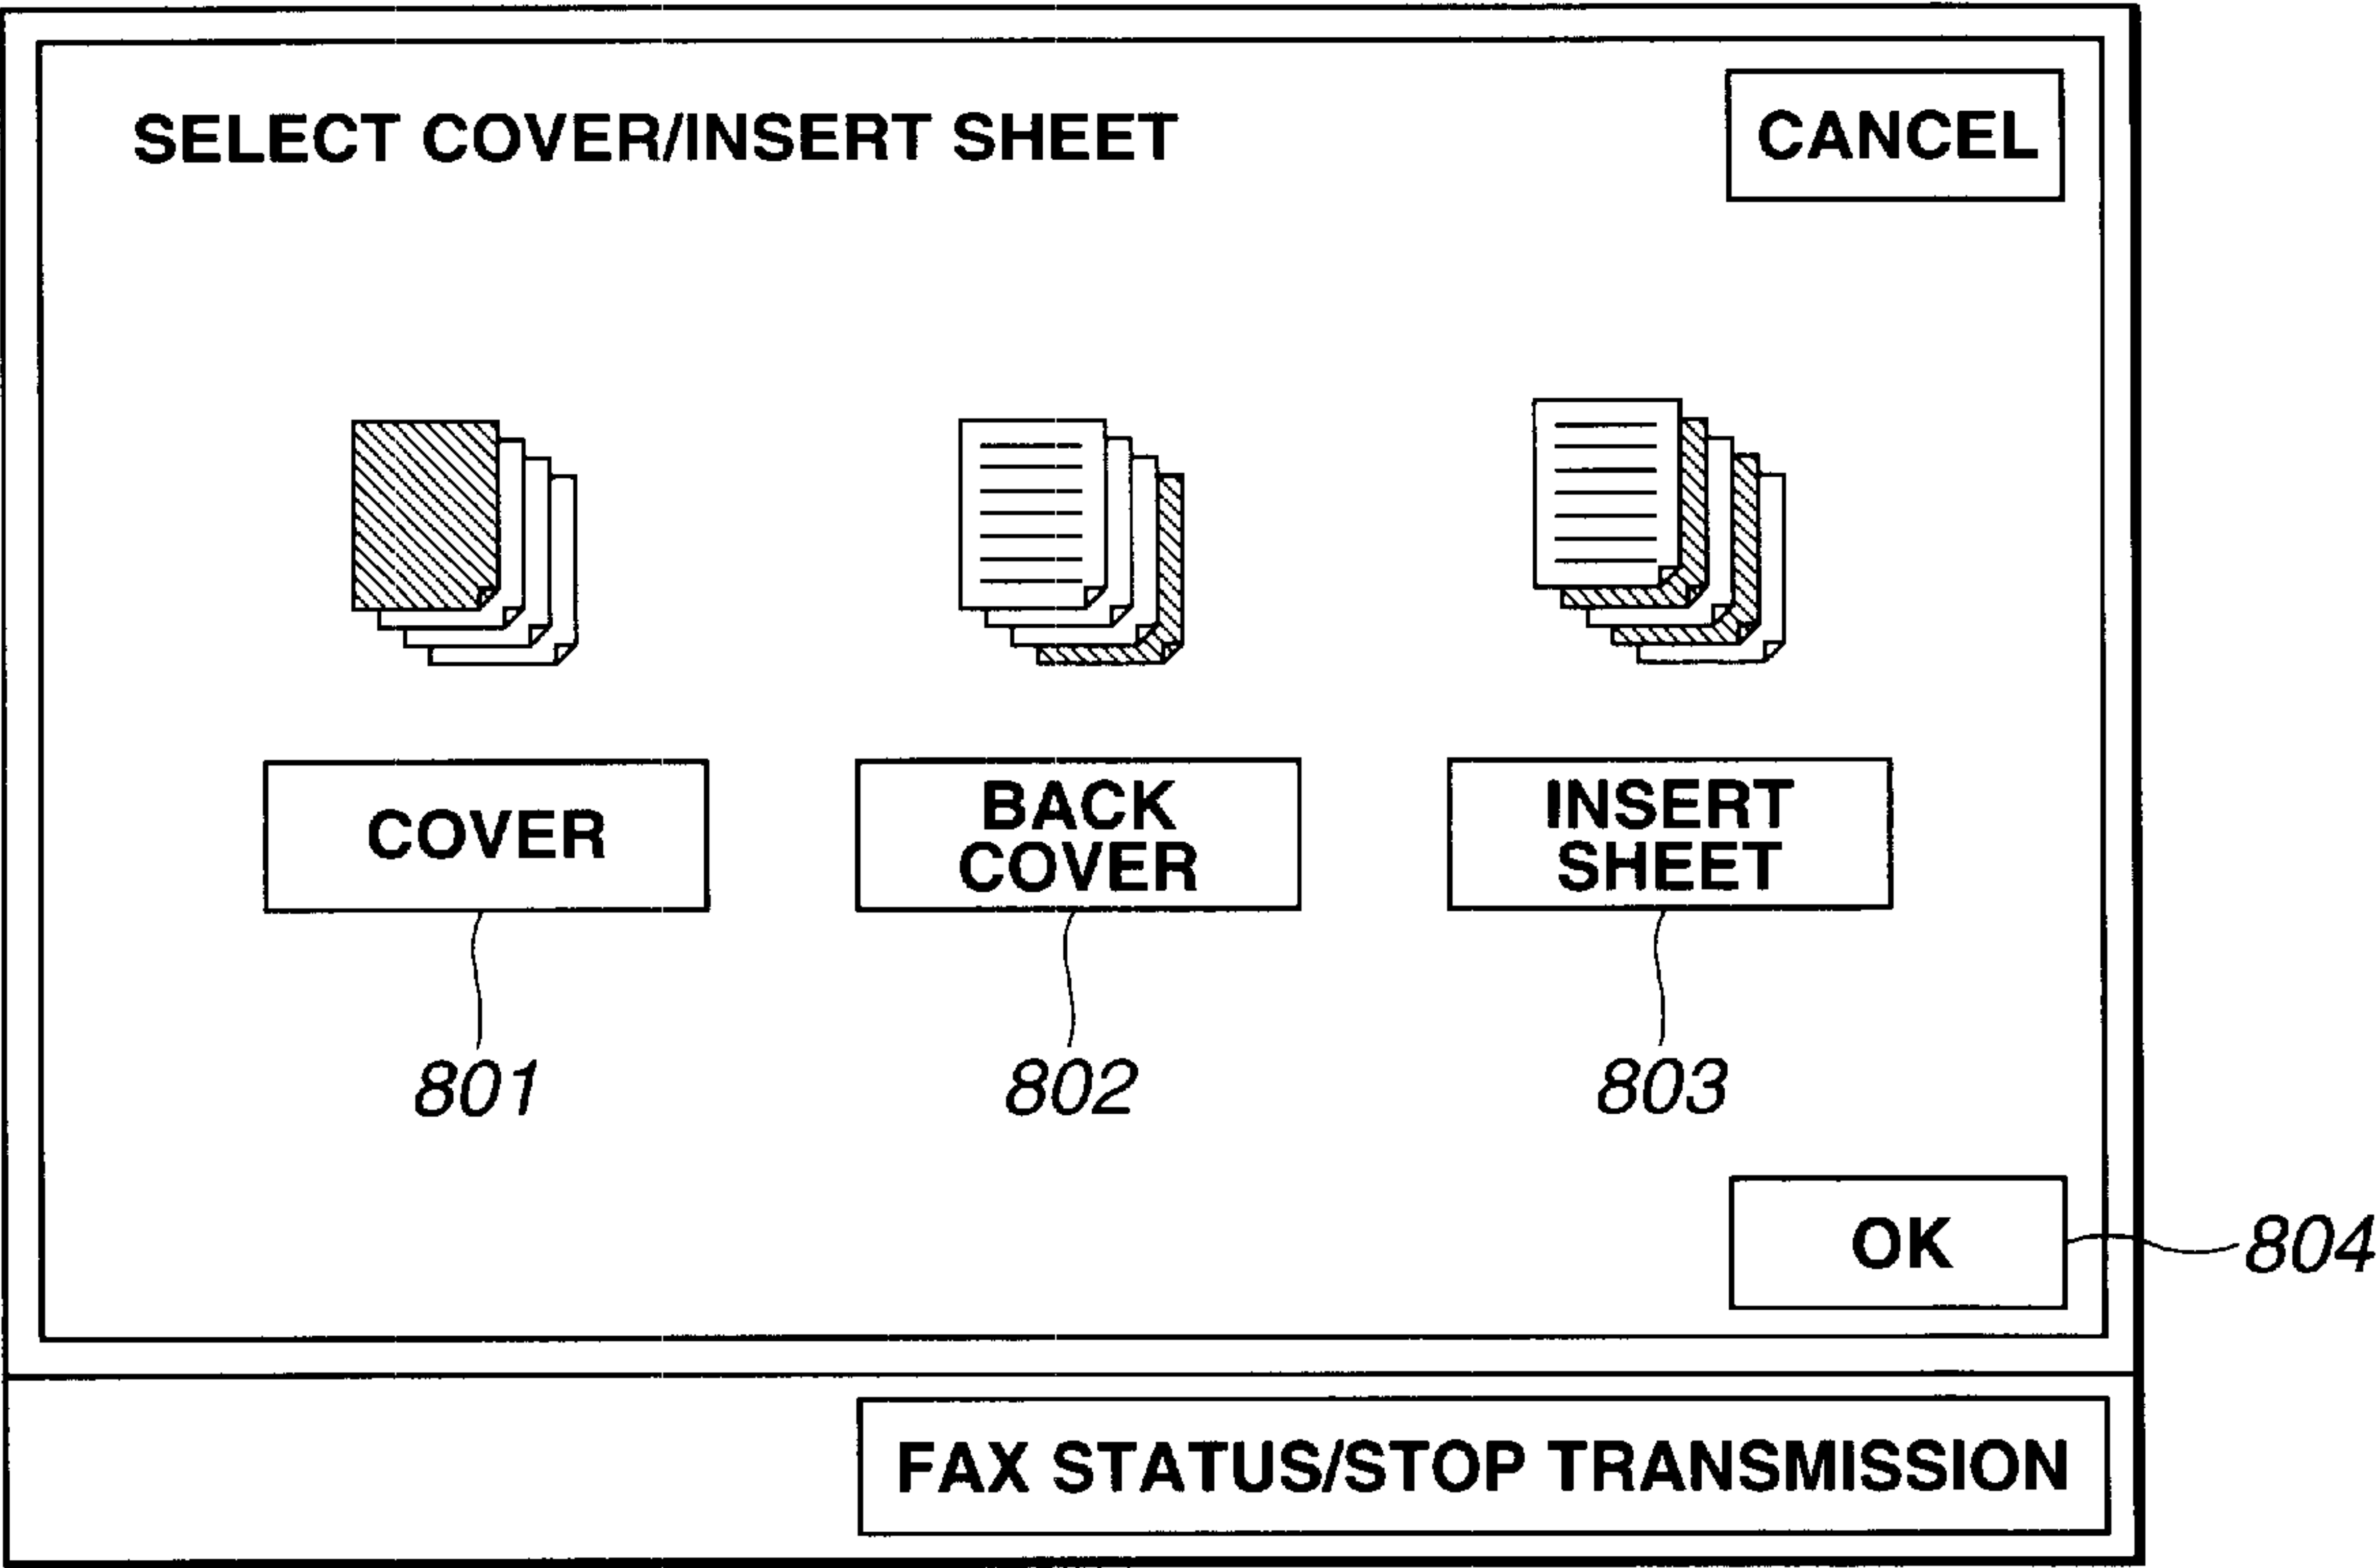 SELECT COVER/INSERT SHEET
CANCEL
COVER
BACK
COVER
INSERT
SHEET
801
802
803
OK
804
FAX STATUS/STOP TRANSMISSION